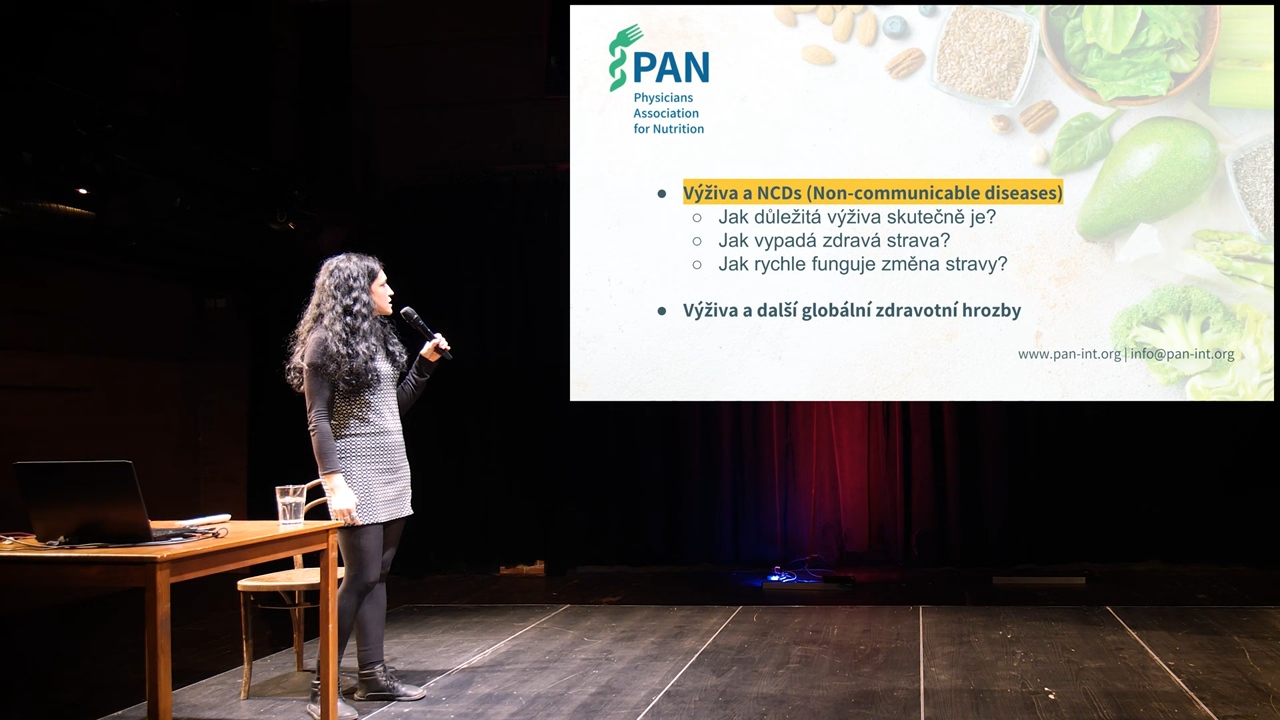 PAN
Physicians
Association
for Nutrition
● Výživa a NCDs (Non-communicable diseases)
○ Jak důležitá výživa skutečně je?
○ Jak vypadá zdravá strava?
○ Jak rychle funguje změna stravy?
● Výživa a další globální zdravotní hrozby
www.pan-int.org | info@pan-int.org